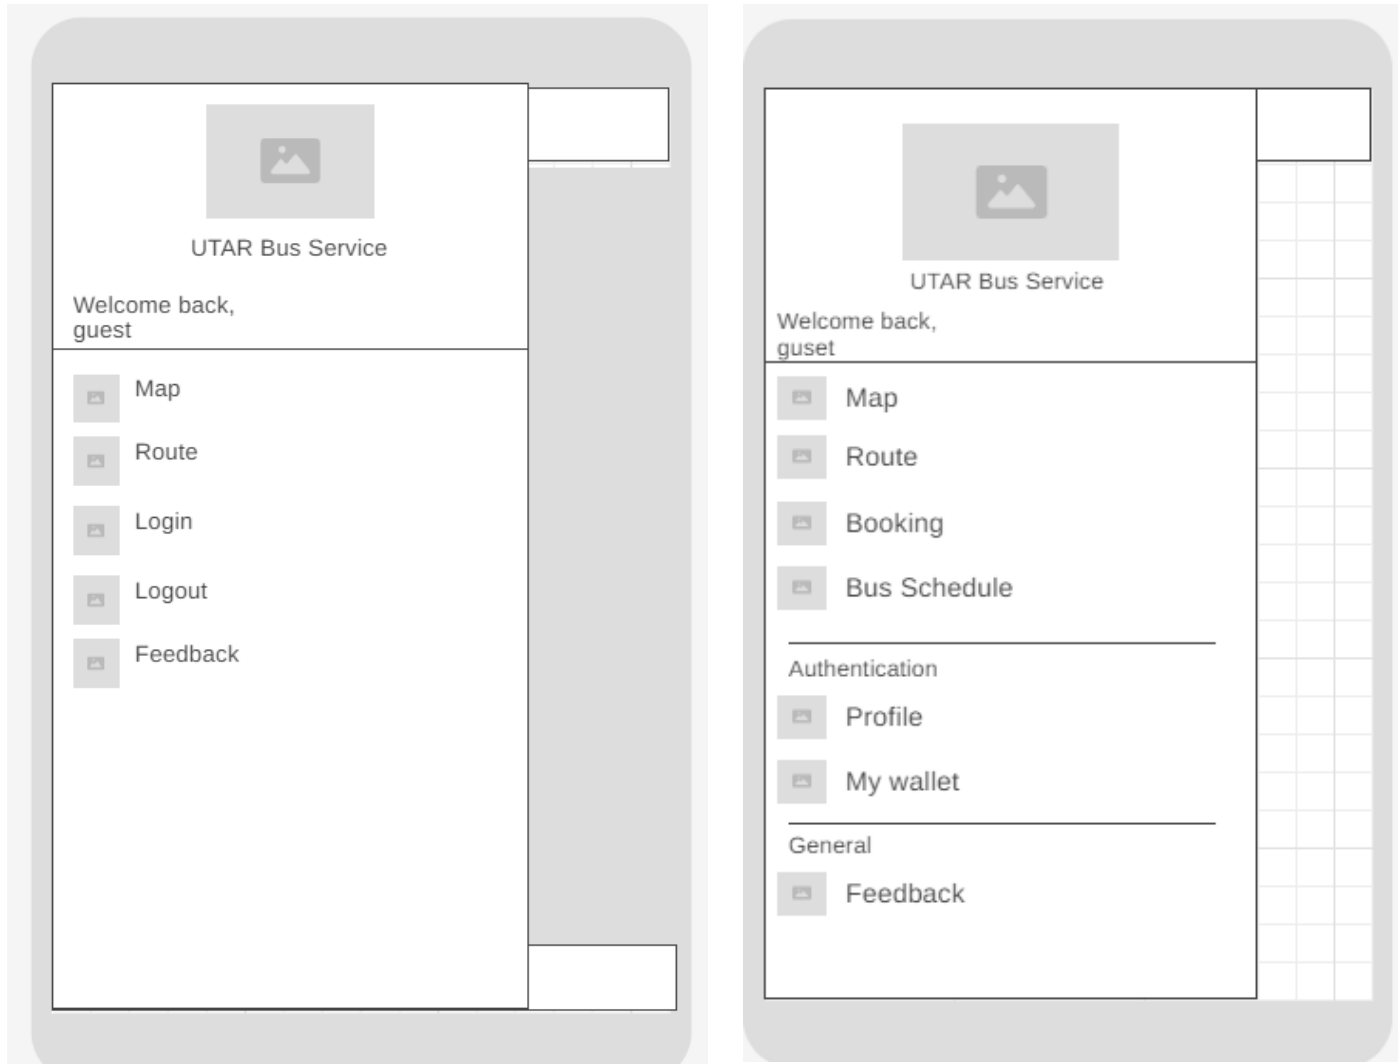 UTAR Bus Service
Welcome back,
guest
Map
Route
Login
Logout
Feedback
UTAR Bus Service
Welcome back,
guset
Map
Route
Booking
Bus Schedule
Authentication
Profile
My wallet
General
Feedback